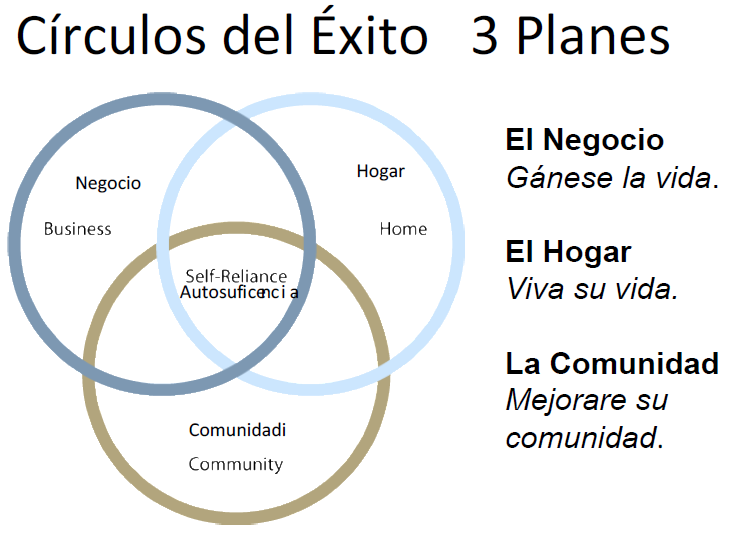 Círculos del Éxito 3 Planes
Negocio
Business
Hogar
Home
Self-Reliance
Autosuficencia
Comunidadi
Community
El Negocio
Gánese la vida.
El Hogar
Viva su vida.
La Comunidad
Mejorare su
comunidad.